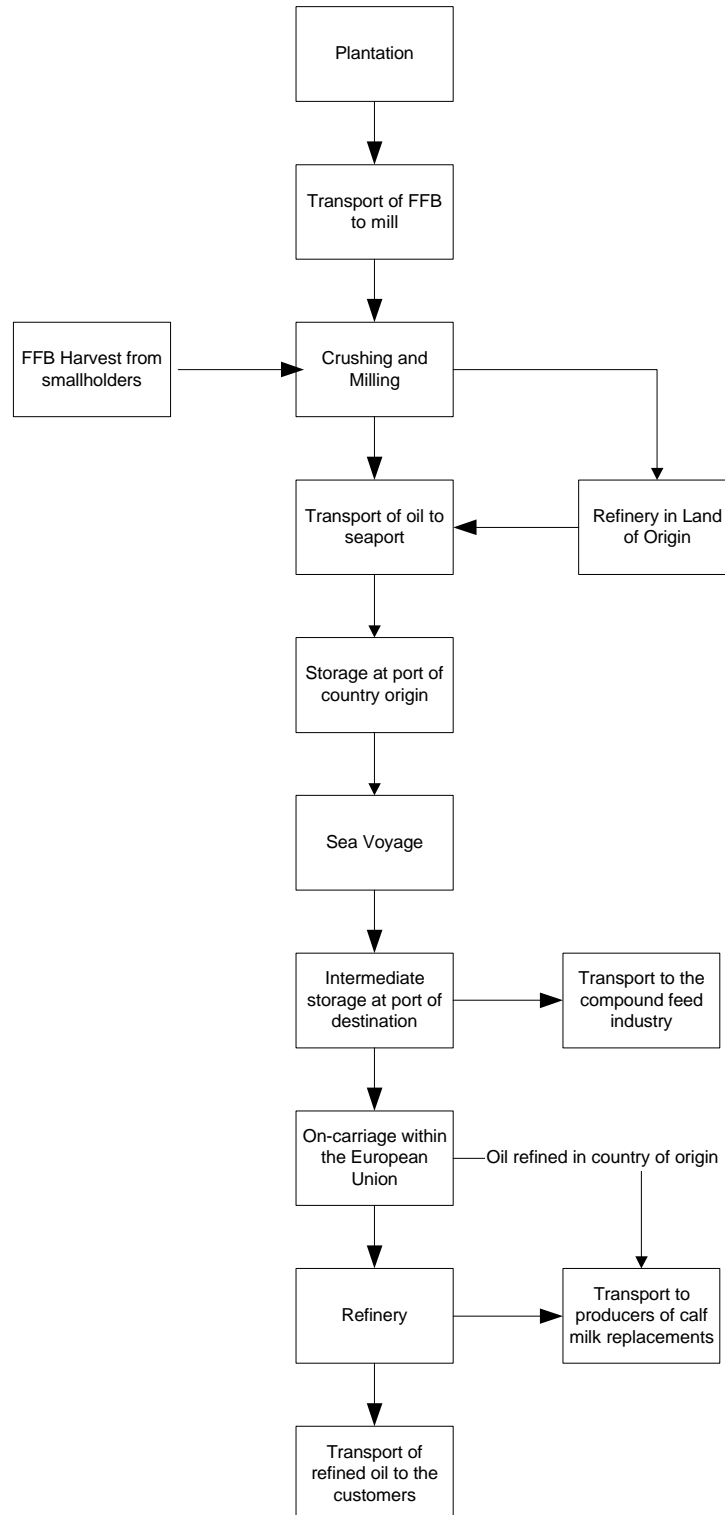 Plantation
Transport of FFB
to mill
FFB Harvest from
smallholders
Crushing and
Milling
Transport of oil to
seaport
Refinery in Land
of Origin
Storage at port of
country origin
Sea Voyage
Intermediate
storage at port of
destination
Transport to the
compound feed
industry
On-carriage within
the European
Union
Oil refined in country of origin
Refinery
Transport to
producers of calf
milk replacements
Transport of
refined oil to the
customers